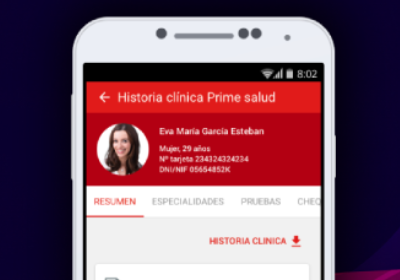 8:02
Historia clínica Prime salud
Eva María García Esteban
Mujer, 29 años
Nº tarjeta 234324324234
DNI/NIF 05654852K
RESUMEN ESPECIALIDADES PRUEBAS CHEQ
HISTORIA CLINICA